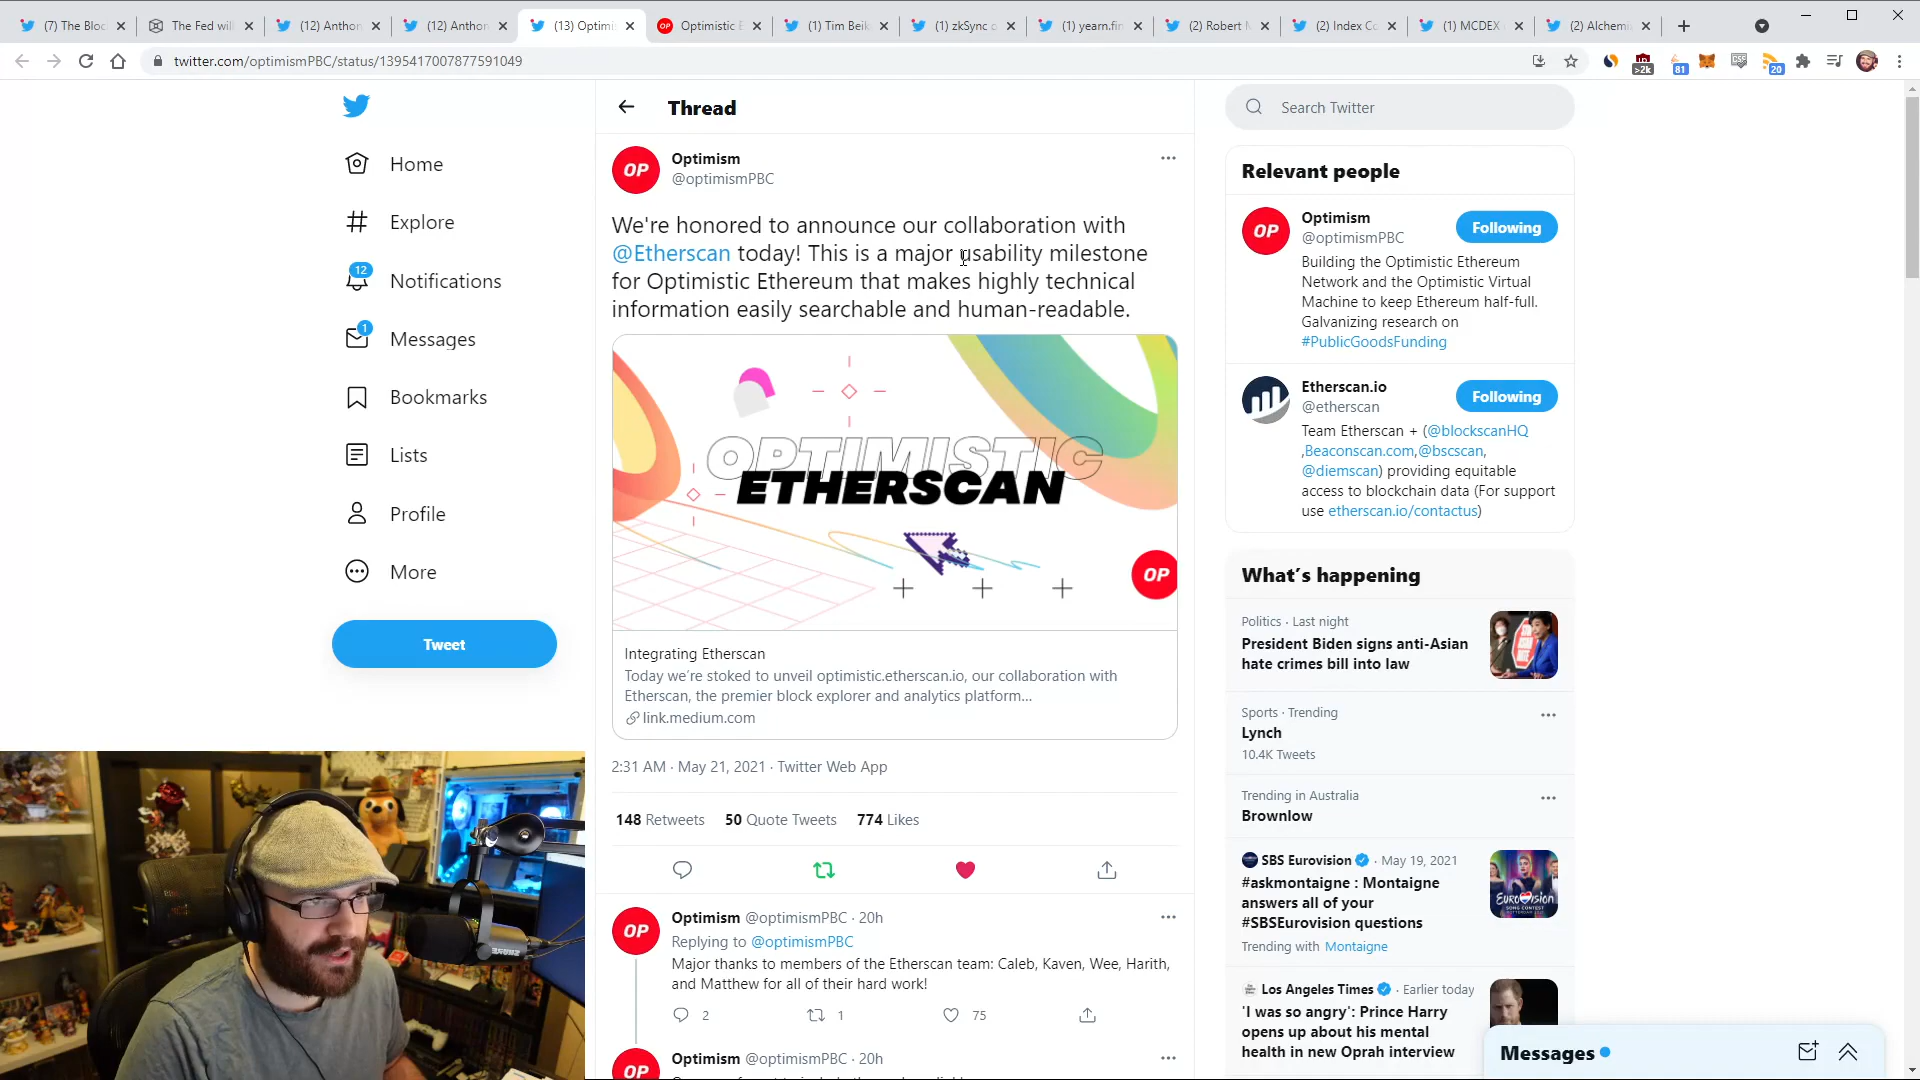 (7) The Bloc
The Fed will
(12) Anthon
(12) Anthon
(13) Optimis
Optimistic E
(1) Tim Beik
(1) zkSync o
(1) yearn.fin
(2) Robert
(2) Index Co
(1) MCDEX
(2) Alchemi
twitter.com/optimismPBC/status/1395417007877591049
>2k
81
20
Home
Explore
12
Notifications
1
Messages
Bookmarks
Lists
Profile
More
Tweet
Thread
OP
Optimism
@optimismPBC
We're honored to announce our collaboration with
@Etherscan today! This is a major usability milestone
for Optimistic Ethereum that makes highly technical
information easily searchable and human-readable.
OPTIMISTIC
ETHERSCAN
OP
Integrating Etherscan
Today we're stoked to unveil optimistic.etherscan.io, our collaboration with
Etherscan, the premier block explorer and analytics platform...
link.medium.com
2:31 AM · May 21, 2021 · Twitter Web App
148 Retweets 50 Quote Tweets 774 Likes
OP
Optimism @optimismPBC · 20h
Replying to @optimismPBC
Major thanks to members of the Etherscan team: Caleb, Kaven, Wee, Harith,
and Matthew for all of their hard work!
2 1 75
OP
Optimism @optimismPBC · 20h
Search Twitter
Relevant people
OP
Optimism
@optimismPBC
Following
Building the Optimistic Ethereum
Network and the Optimistic Virtual
Machine to keep Ethereum half-full.
Galvanizing research on
#PublicGoodsFunding
Etherscan.io
@etherscan
Following
Team Etherscan + (@blockscanHQ
,Beaconscan.com,@bscscan,
@diemscan) providing equitable
access to blockchain data (For support
use etherscan.io/contactus)
What's happening
Politics · Last night
President Biden signs anti-Asian
hate crimes bill into law
Sports · Trending
Lynch
10.4K Tweets
Trending in Australia
Brownlow
SBS Eurovision · May 19, 2021
#askmontaigne : Montaigne
answers all of your
#SBSEurovision questions
Trending with Montaigne
EUROVISION
Los Angeles Times · Earlier today
'I was so angry': Prince Harry
opens up about his mental
health in new Oprah interview
Messages